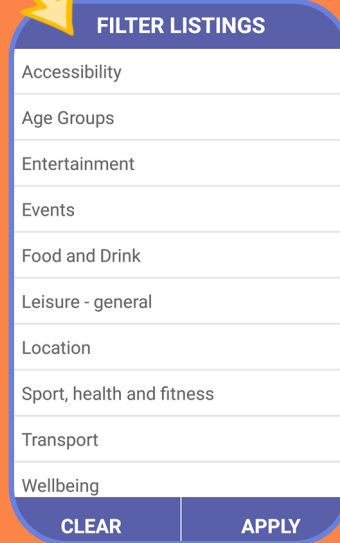 FILTER LISTINGS
Accessibility
Age Groups
Entertainment
Events
Food and Drink
Leisure - general
Location
Sport, health and fitness
Transport
Wellbeing
CLEAR APPLY